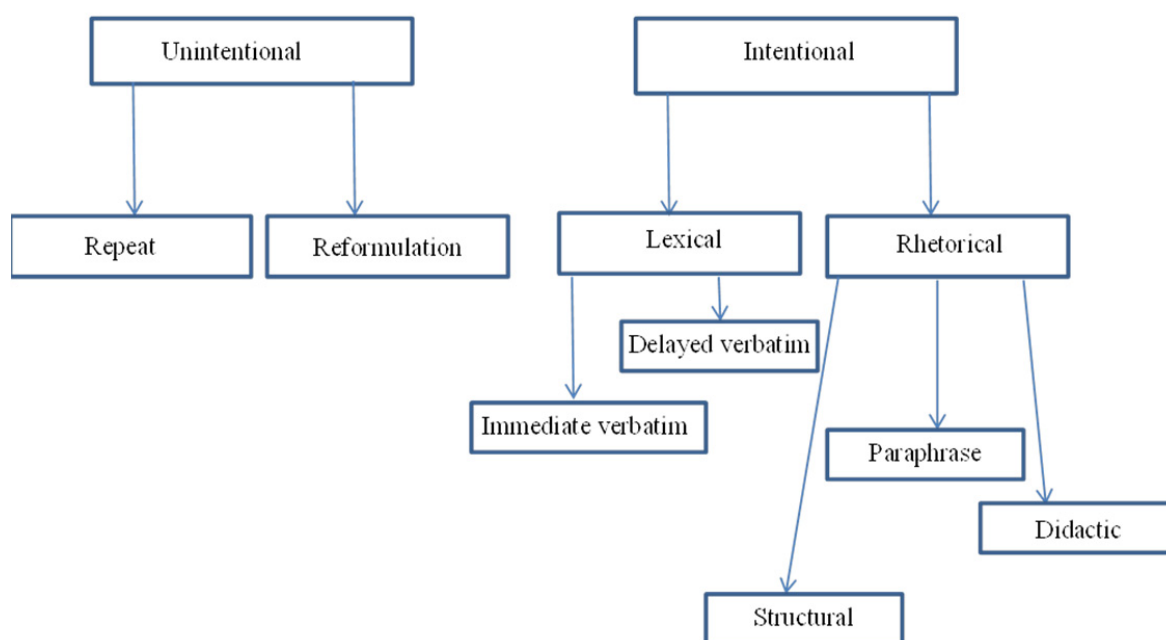 Unintentional
Intentional
Repeat
Reformulation
Lexical
Rhetorical
Delayed verbatim
Immediate verbatim
Paraphrase
Didactic
Structural